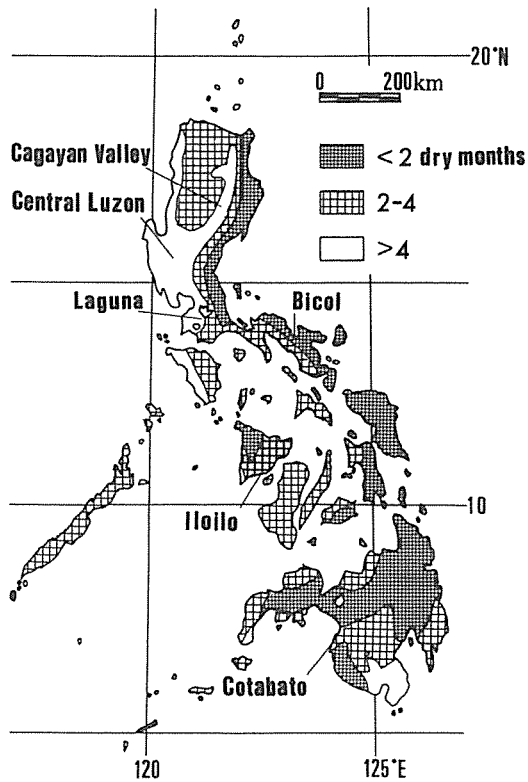 20°N
0 200km
< 2 dry months
2-4
>4
Cagayan Valley
Central Luzon
Laguna
Bicol
Iloilo
10
Cotabato
120
125°E